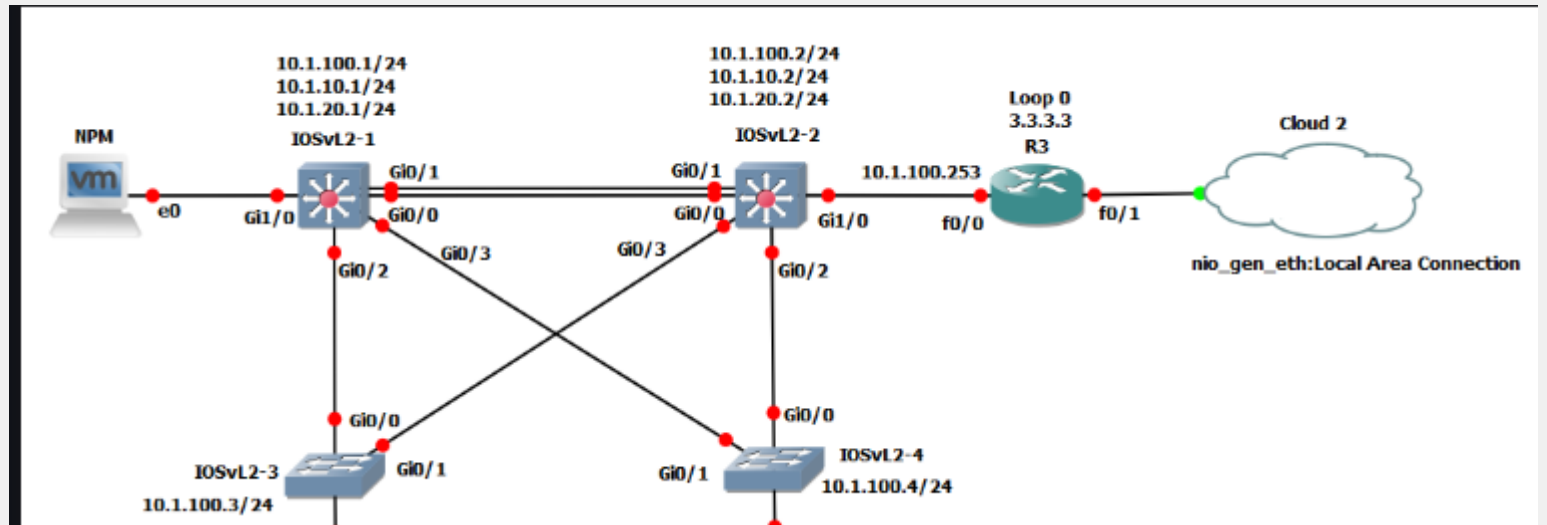 10.1.100.1/24
10.1.10.1/24
10.1.20.1/24
IOSvL2-1
10.1.100.2/24
10.1.10.2/24
10.1.20.2/24
IOSvL2-2
Loop 0
3.3.3.3
R3
Cloud 2
NPM
vm
e0
Gi1/0
Gi0/1
Gi0/0
Gi0/1
Gi0/0
10.1.100.253
Gi1/0
f0/0
f0/1
nio_gen_eth:Local Area Connection
Gi0/2
Gi0/3
Gi0/3
Gi0/2
Gi0/0
Gi0/0
IOSvL2-3
Gi0/1
10.1.100.3/24
Gi0/1
IOSvL2-4
10.1.100.4/24